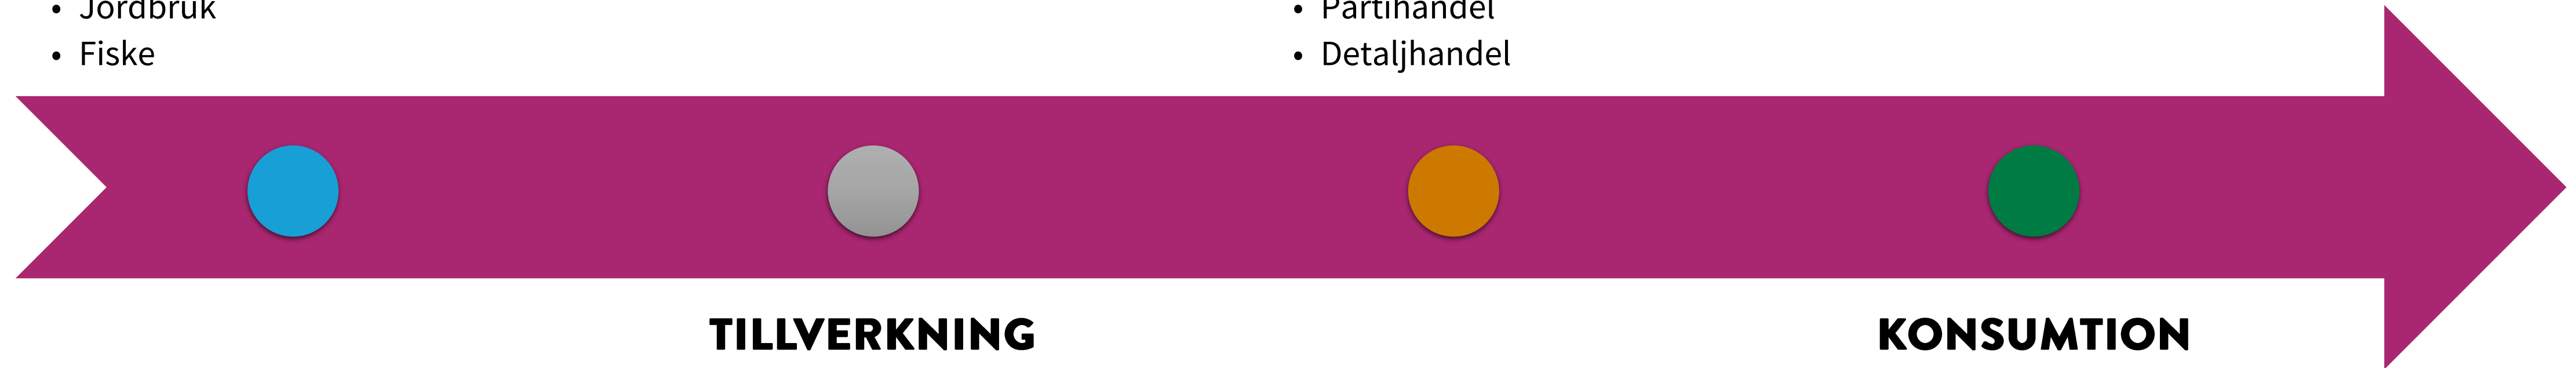 • Jordbruk
• Fiske
• Partihandel
• Detaljhandel
TILLVERKNING
KONSUMTION